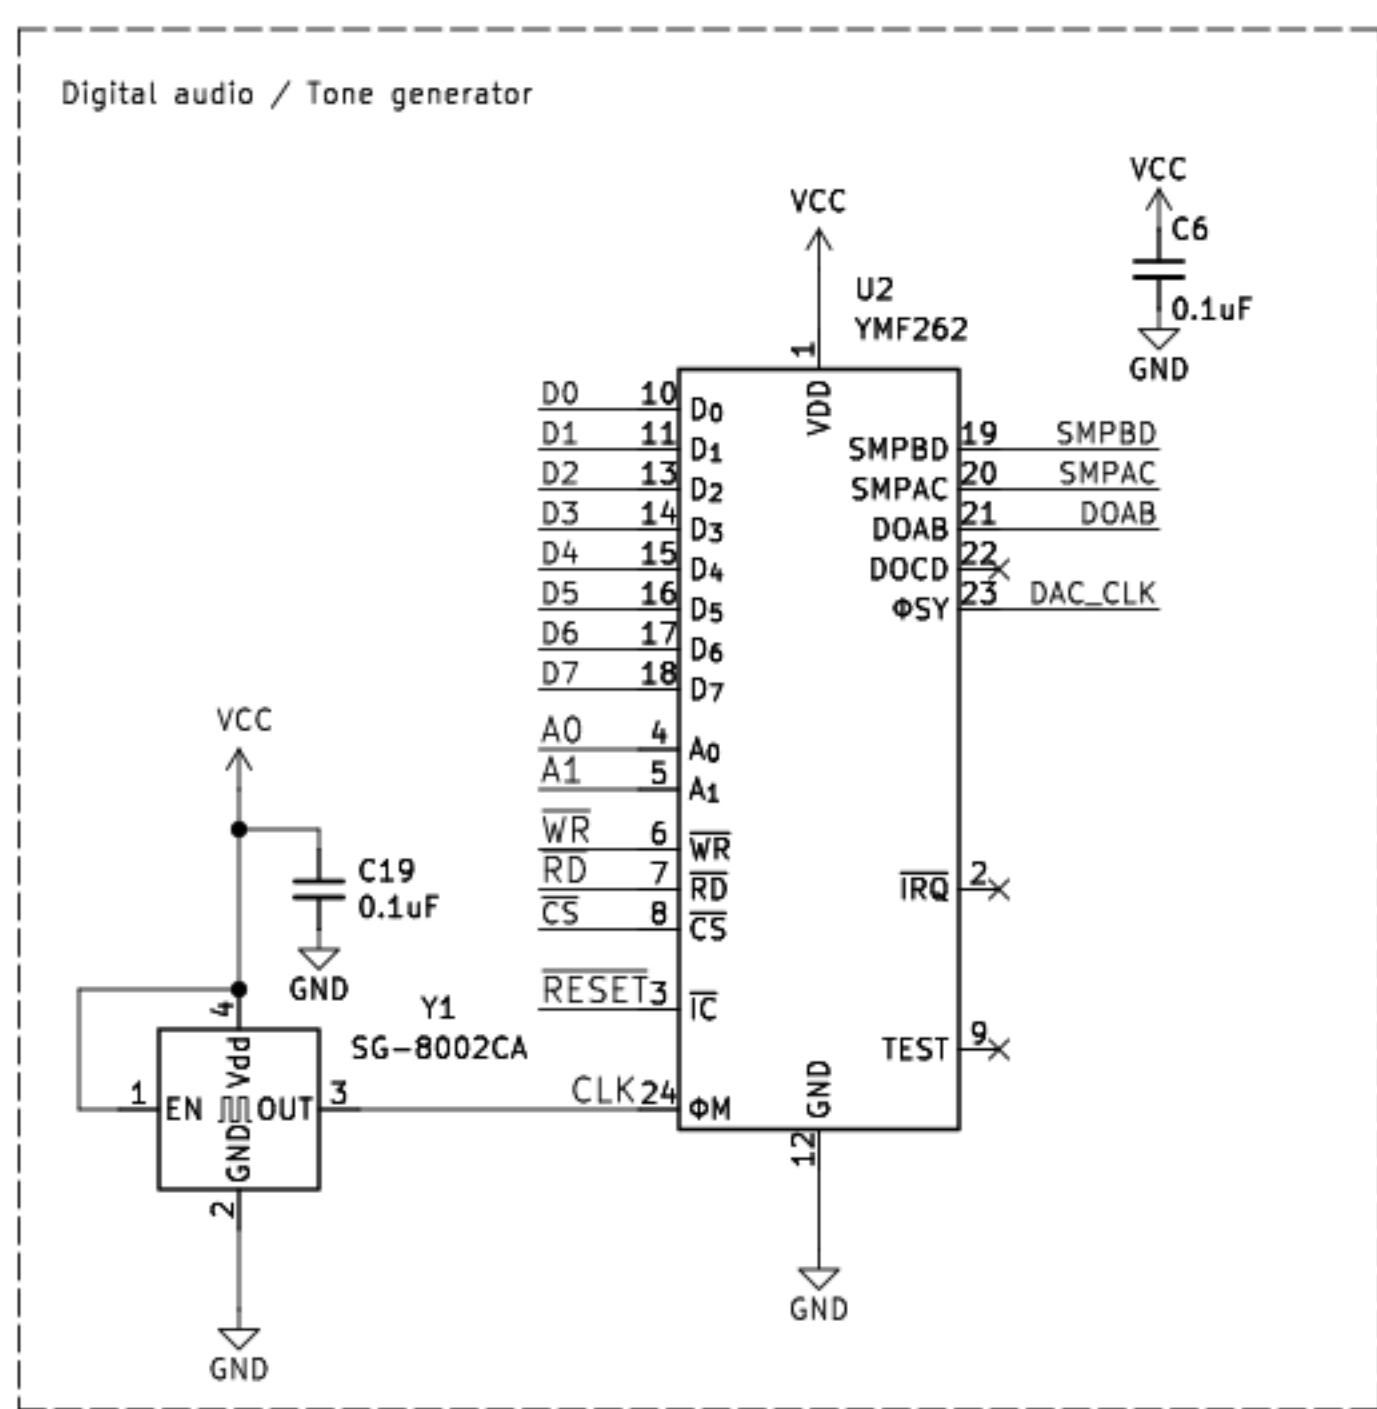 Digital audio / Tone generator
VCC
C6
0.1uF
GND
VCC
U2
YMF262
1
VDD
D0 10 D0
D1 11 D1
D2 13 D2
D3 14 D3
D4 15 D4
D5 16 D5
D6 17 D6
D7 18 D7
A0 4 A0
A1 5 A1
WR 6 WR
RD 7 RD
CS 8 CS
RESET 3 IC
CLK 24 ΦM
SMPBD 19 SMPBD
SMPAC 20 SMPAC
DOAB 21 DOAB
DOCD 22
ΦSY 23 DAC_CLK
IRQ 2
TEST 9
GND
12
GND
VCC
C19
0.1uF
GND
Y1
SG-8002CA
4
Vdd
1 EN OUT 3
GND
2
GND